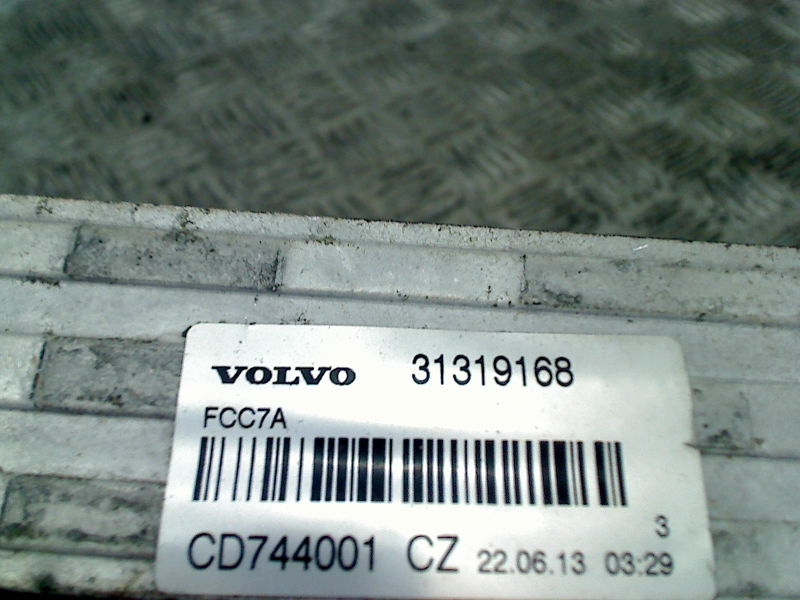 VOLVO 31319168
FCC7A
3
CD744001 CZ 22.06.13 03:29